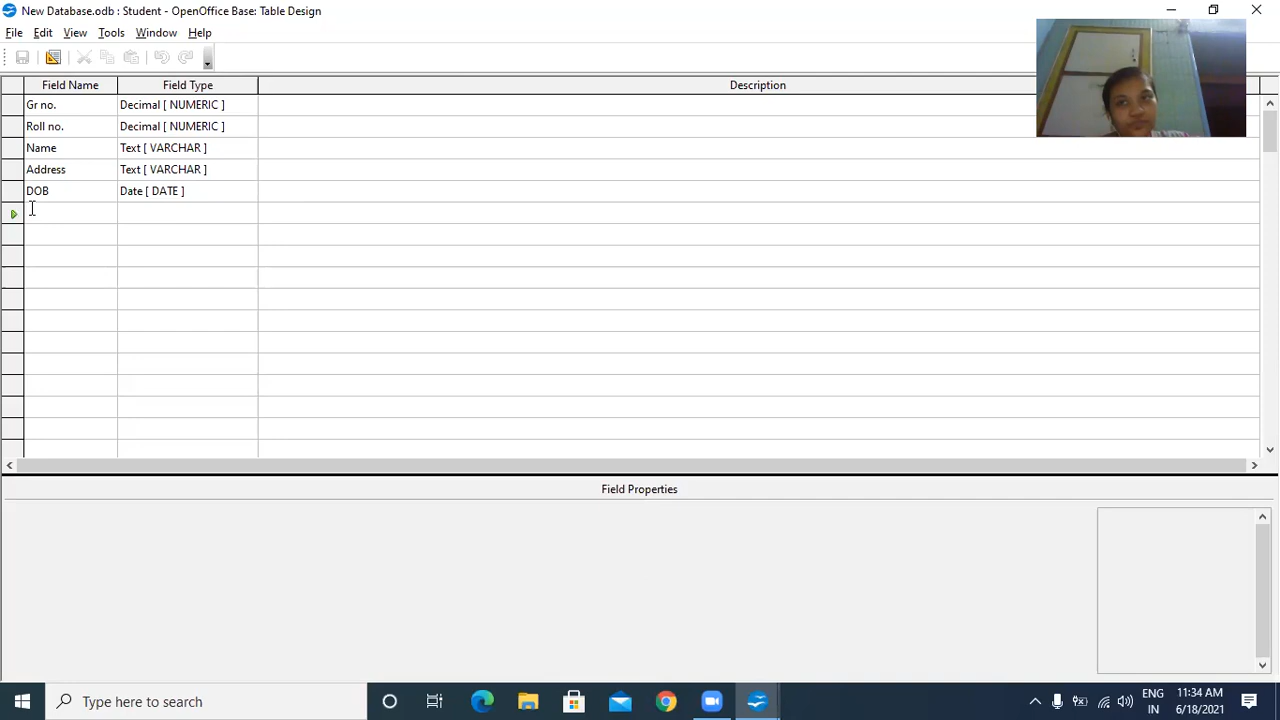 New Database.odb : Student - OpenOffice Base: Table Design
File Edit View Tools Window Help
Field Name Field Type Description
Gr no. Decimal [ NUMERIC ]
Roll no. Decimal [ NUMERIC ]
Name Text [ VARCHAR ]
Address Text [ VARCHAR ]
DOB Date [ DATE ]
Field Properties
Type here to search
ENG
IN
11:34 AM
6/18/2021